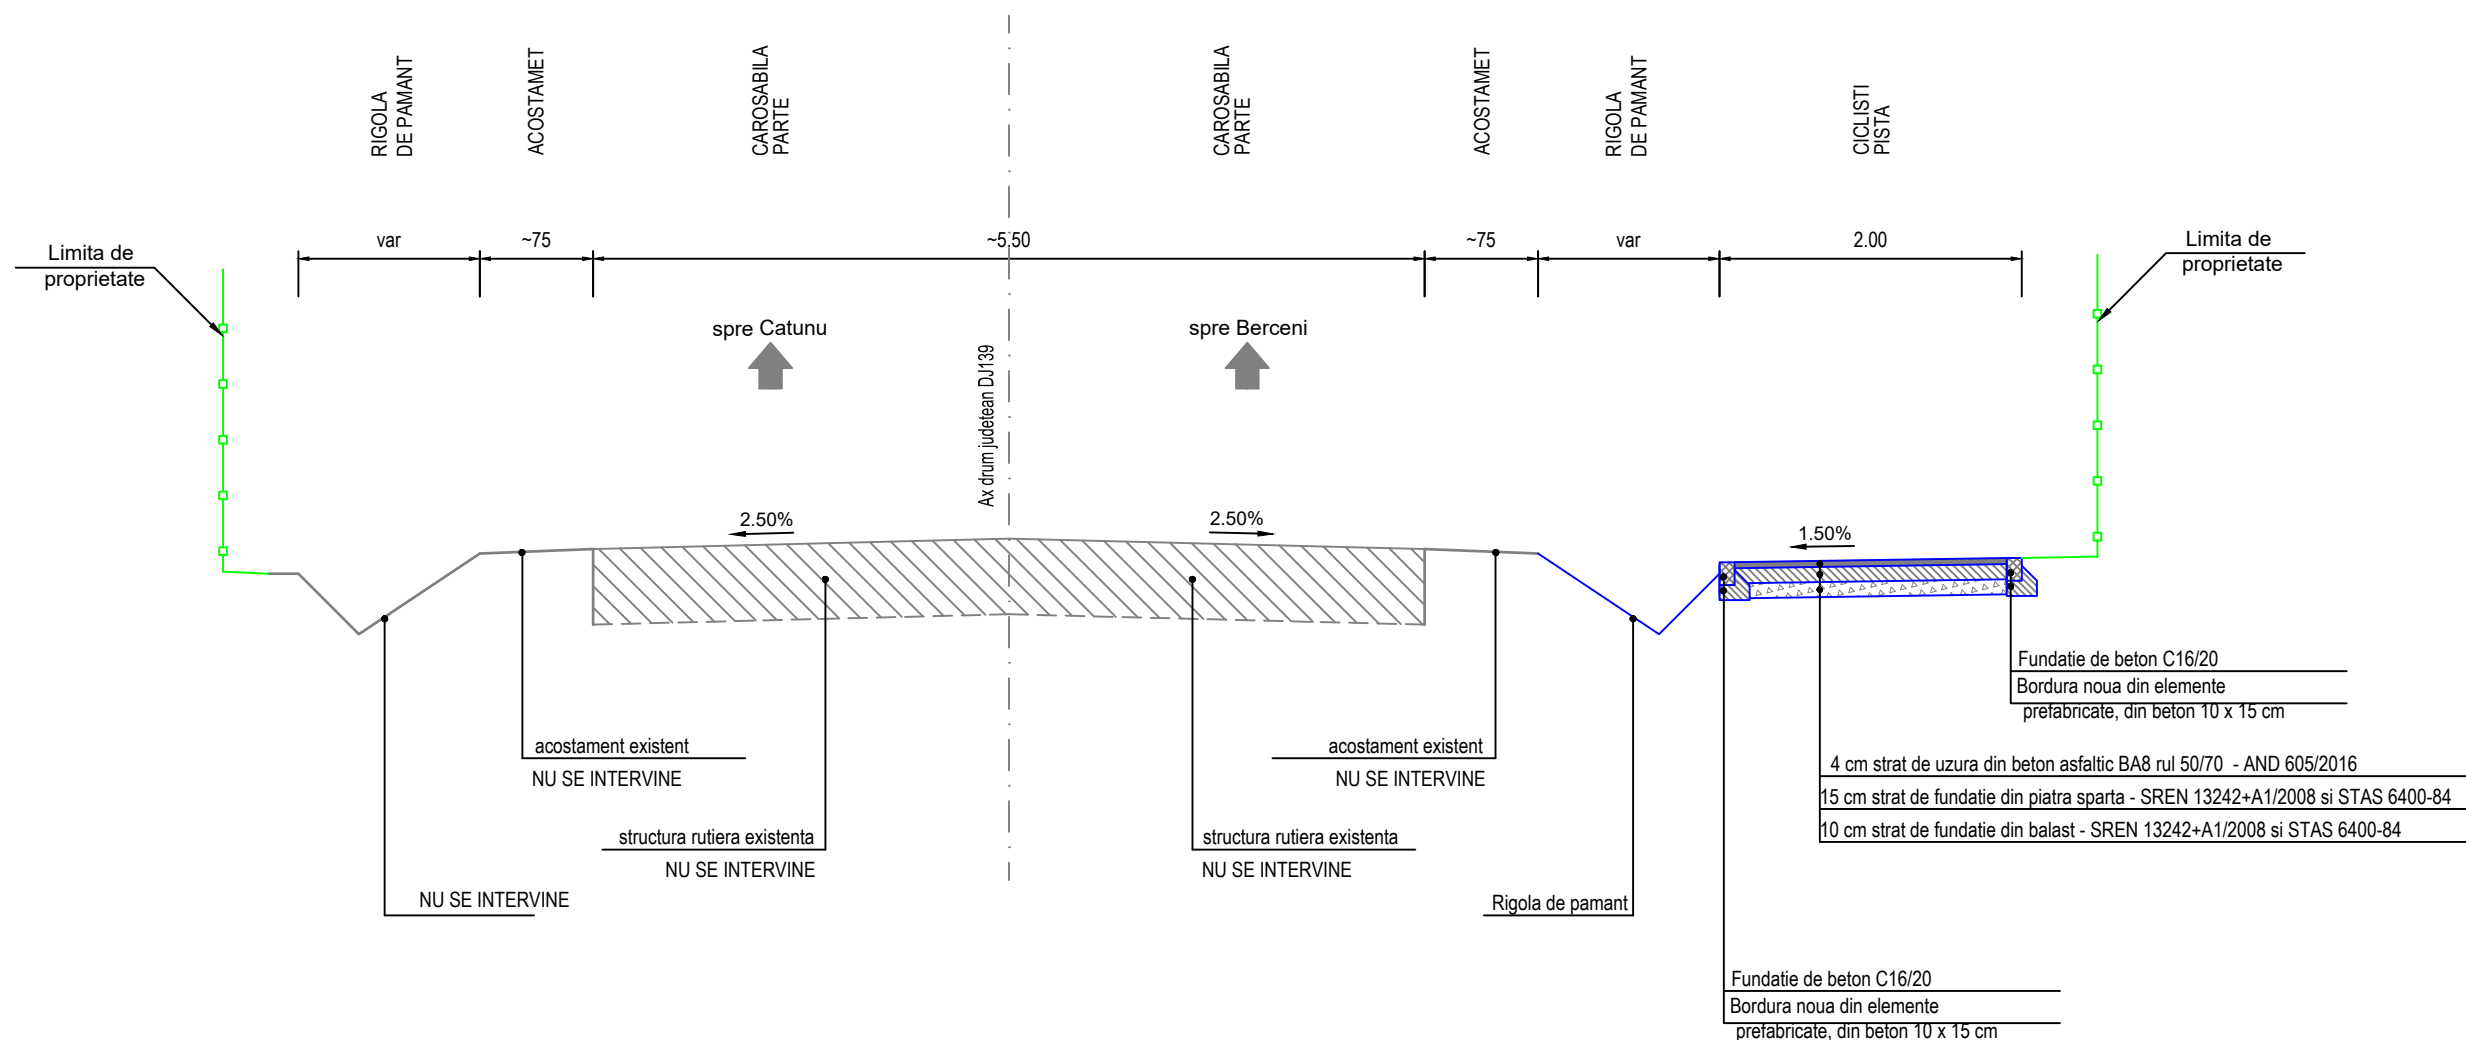 RIGOLA
DE PAMANT
ACOSTAMET
CAROSABILA
PARTE
CAROSABILA
PARTE
ACOSTAMET
RIGOLA
DE PAMANT
CICLISTI
PISTA
var
~75
~5.50
~75
var
2.00
Limita de
proprietate
Limita de
proprietate
spre Catunu
spre Berceni
Ax drum judetean DJ139
2.50%
2.50%
1.50%
Fundatie de beton C16/20
Bordura noua din elemente
prefabricate, din beton 10 x 15 cm
acostament existent
NU SE INTERVINE
acostament existent
NU SE INTERVINE
4 cm strat de uzura din beton asfaltic BA8 rul 50/70 - AND 605/2016
15 cm strat de fundatie din piatra sparta - SREN 13242+A1/2008 si STAS 6400-84
10 cm strat de fundatie din balast - SREN 13242+A1/2008 si STAS 6400-84
structura rutiera existenta
NU SE INTERVINE
structura rutiera existenta
NU SE INTERVINE
NU SE INTERVINE
Rigola de pamant
Fundatie de beton C16/20
Bordura noua din elemente
prefabricate, din beton 10 x 15 cm